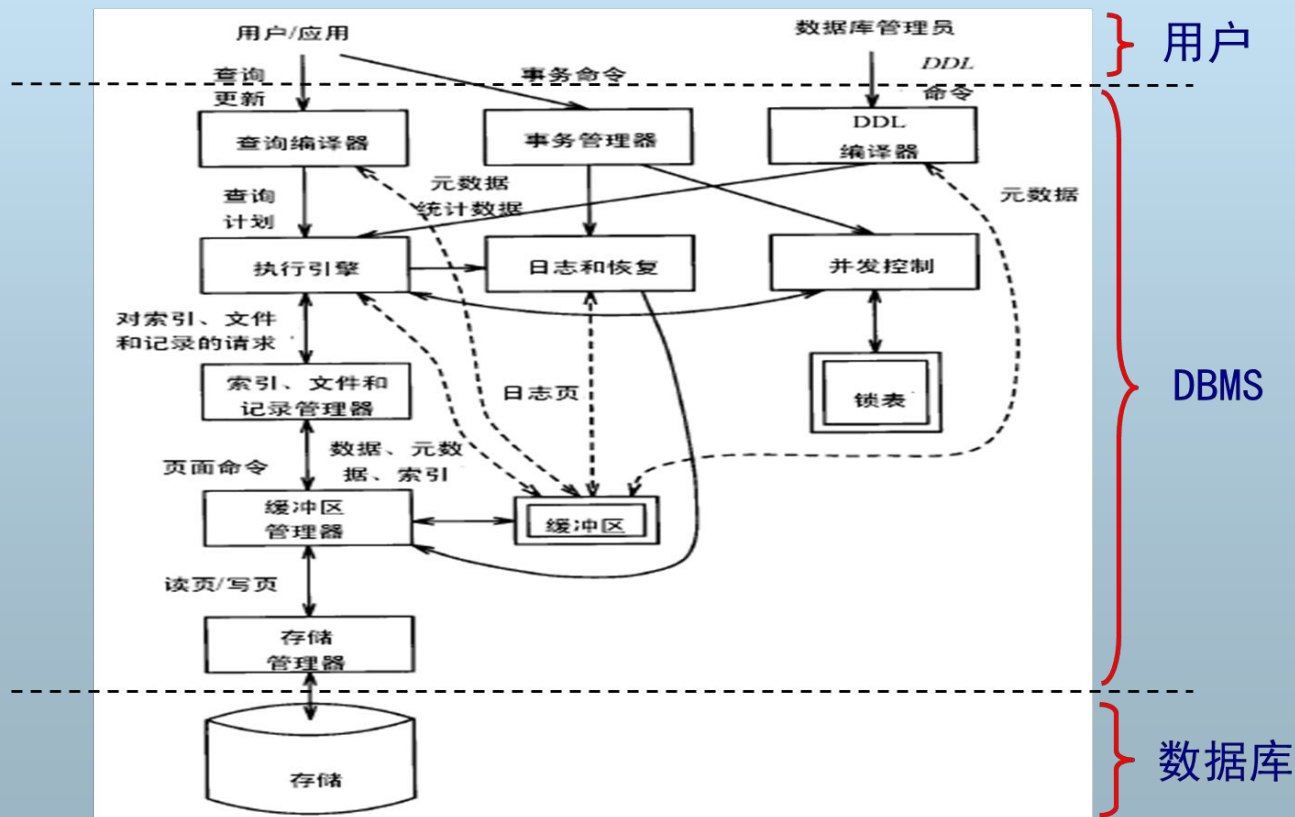 用户/应用
数据库管理员
用户
查询
更新
事务命令
DDL
命令
查询编译器
事务管理器
DDL
编译器
查询
计划
元数据
统计数据
元数据
执行引擎
日志和恢复
并发控制
对索引、文件
和记录的请求
索引、文件和
记录管理器
日志页
锁表
DBMS
页面命令
数据、元数
据、索引
缓冲区
管理器
缓冲区
读页/写页
存储
管理器
存储
数据库